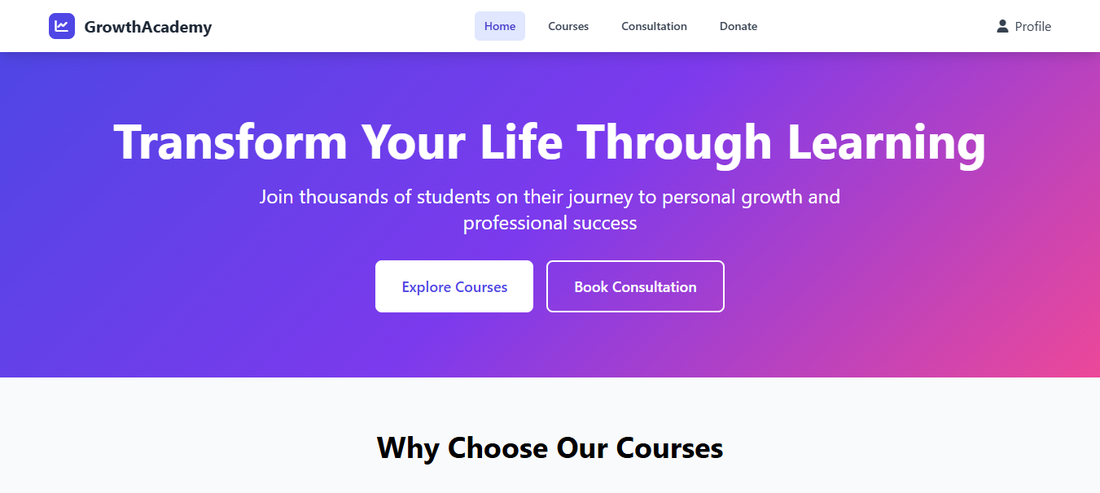 GrowthAcademy
Home
Courses
Consultation
Donate
Profile
Transform Your Life Through Learning
Join thousands of students on their journey to personal growth and
professional success
Explore Courses
Book Consultation
Why Choose Our Courses